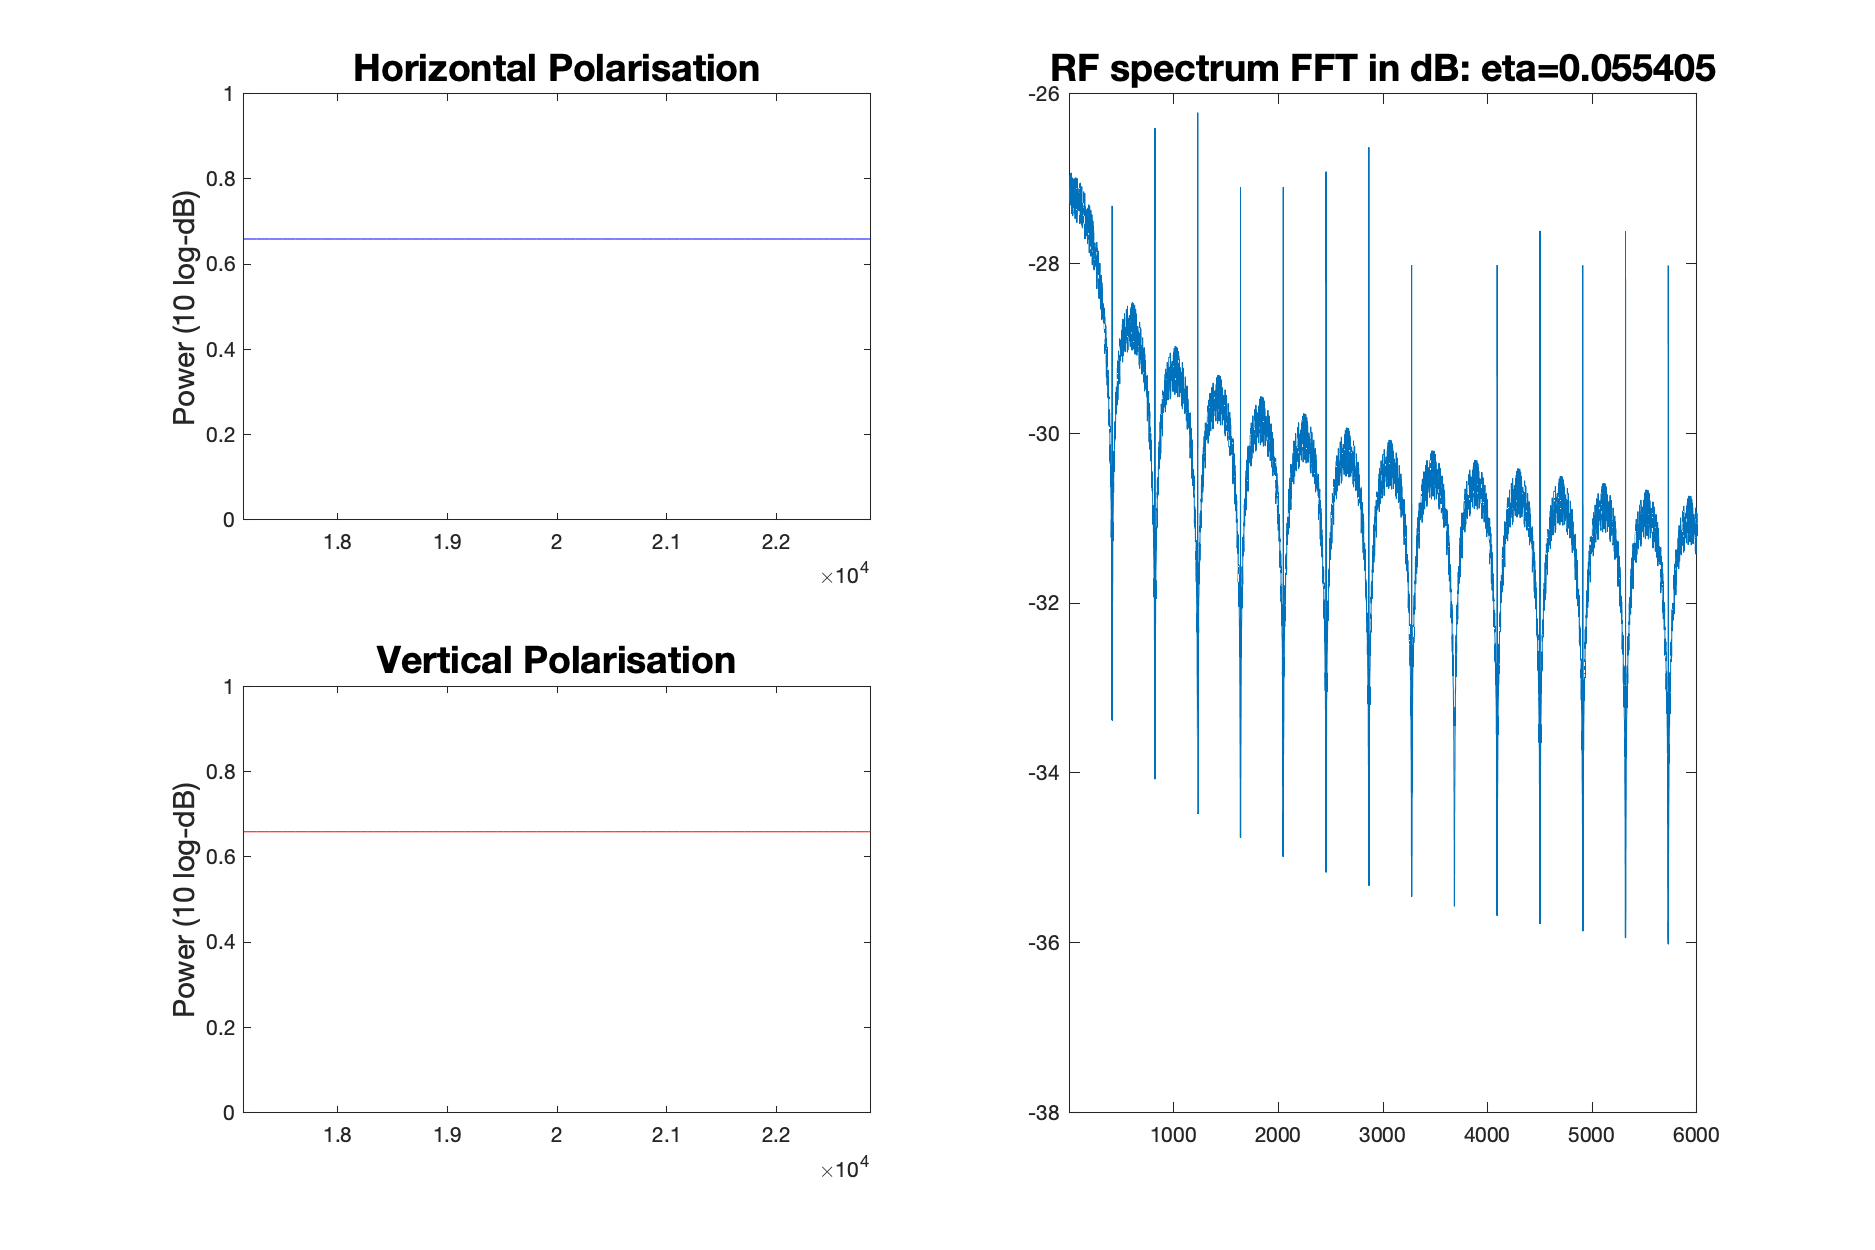 Horizontal Polarisation
Power (10 log-dB)
1
0.8
0.6
0.4
0.2
0
1.8 1.9 2 2.1 2.2
×10^4
Vertical Polarisation
Power (10 log-dB)
1
0.8
0.6
0.4
0.2
0
1.8 1.9 2 2.1 2.2
×10^4
RF spectrum FFT in dB: eta=0.055405
-26
-28
-30
-32
-34
-36
-38
1000 2000 3000 4000 5000 6000